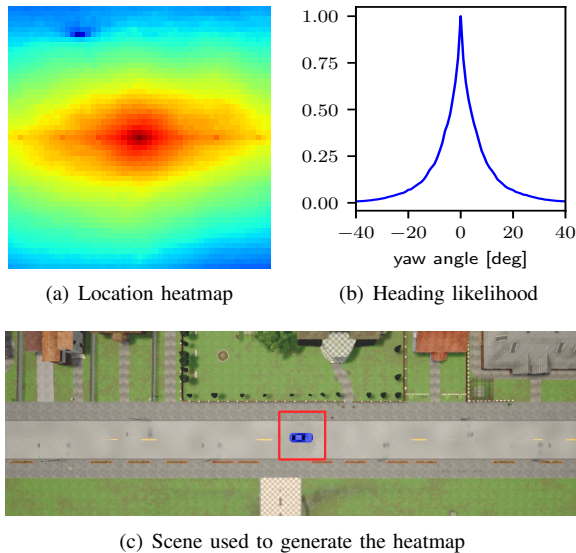 1.00
0.75
0.50
0.25
0.00
−40 −20 0 20 40
yaw angle [deg]
(a) Location heatmap
(b) Heading likelihood
(c) Scene used to generate the heatmap